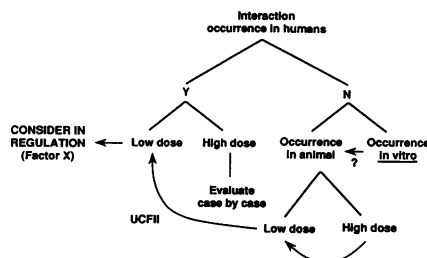 Interaction
occurrence in humans
Y
N
CONSIDER IN
REGULATION
(Factor X)
Low dose
High dose
Occurrence
in animal
Occurrence
in vitro
?
Evaluate
case by case
UCFII
Low dose
High dose